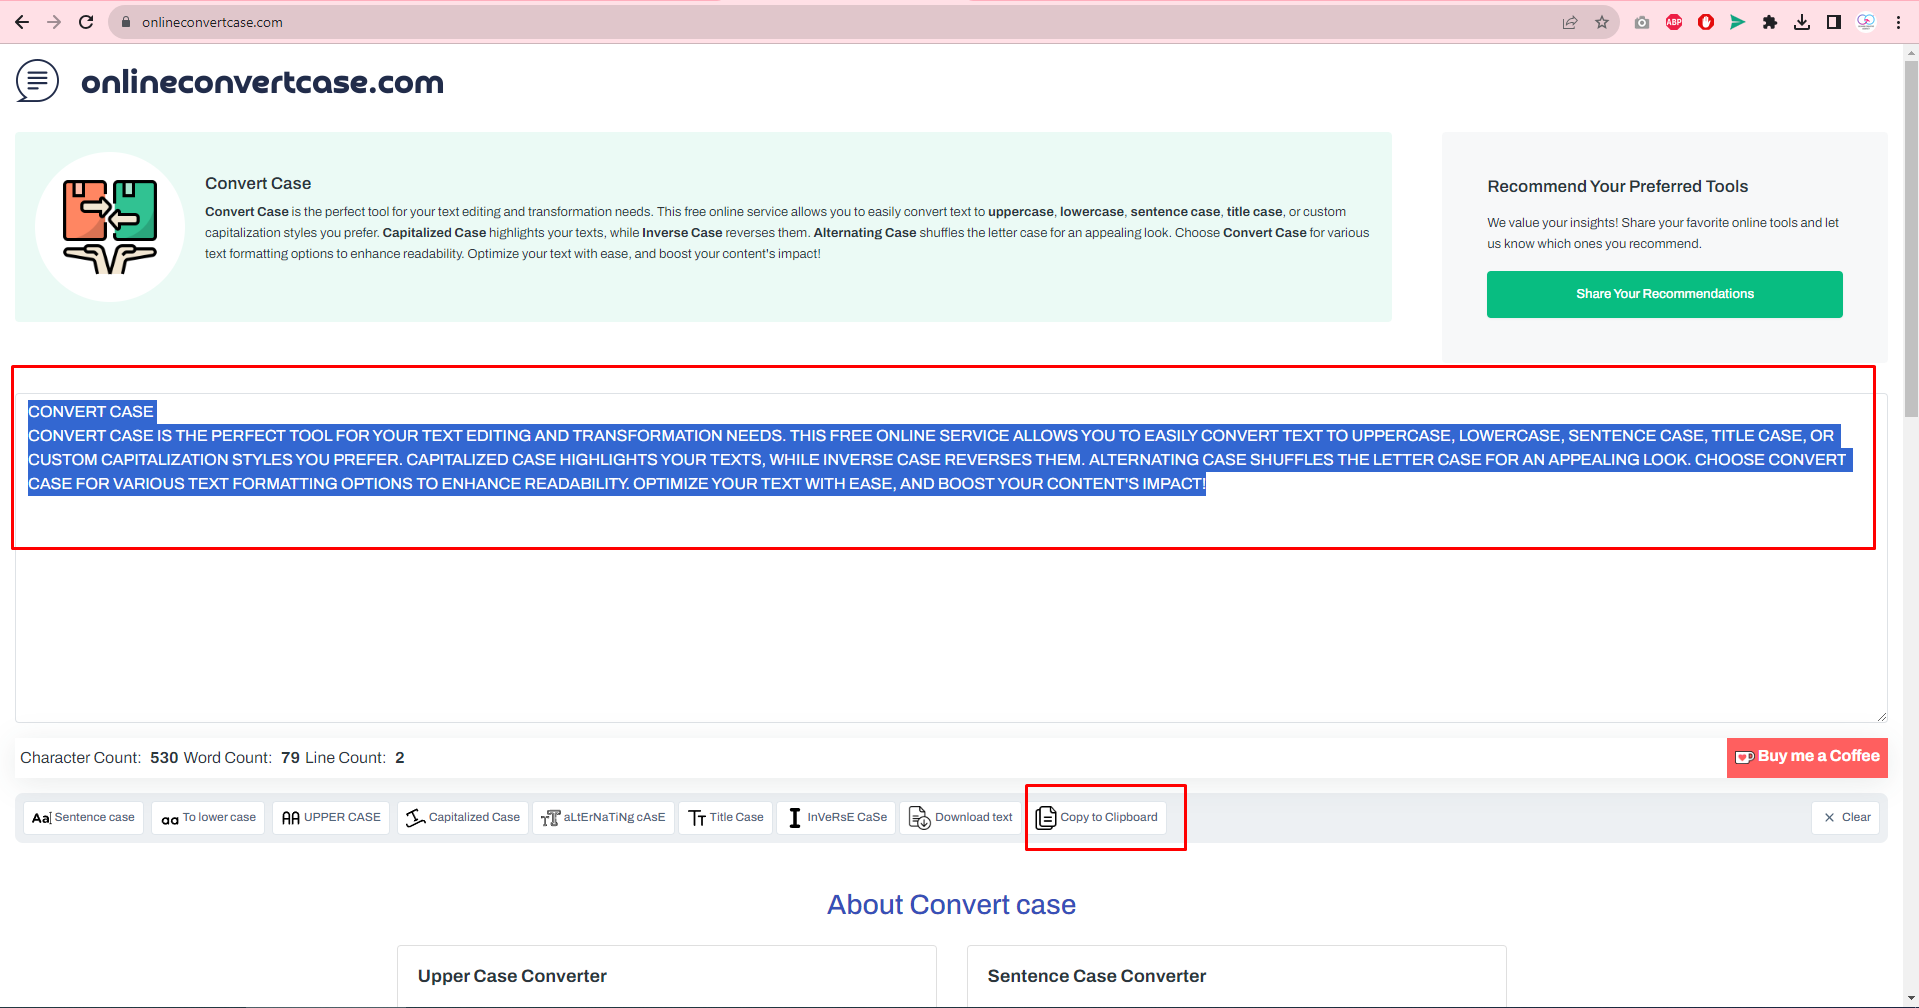 onlineconvertcase.com
onlineconvertcase.com
Convert Case
Convert Case is the perfect tool for your text editing and transformation needs. This free online service allows you to easily convert text to uppercase, lowercase, sentence case, title case, or custom
capitalization styles you prefer. Capitalized Case highlights your texts, while Inverse Case reverses them. Alternating Case shuffles the letter case for an appealing look. Choose Convert Case for various
text formatting options to enhance readability. Optimize your text with ease, and boost your content's impact!
Recommend Your Preferred Tools
We value your insights! Share your favorite online tools and let
us know which ones you recommend.
Share Your Recommendations
CONVERT CASE
CONVERT CASE IS THE PERFECT TOOL FOR YOUR TEXT EDITING AND TRANSFORMATION NEEDS. THIS FREE ONLINE SERVICE ALLOWS YOU TO EASILY CONVERT TEXT TO UPPERCASE, LOWERCASE, SENTENCE CASE, TITLE CASE, OR
CUSTOM CAPITALIZATION STYLES YOU PREFER. CAPITALIZED CASE HIGHLIGHTS YOUR TEXTS, WHILE INVERSE CASE REVERSES THEM. ALTERNATING CASE SHUFFLES THE LETTER CASE FOR AN APPEALING LOOK. CHOOSE CONVERT
CASE FOR VARIOUS TEXT FORMATTING OPTIONS TO ENHANCE READABILITY. OPTIMIZE YOUR TEXT WITH EASE, AND BOOST YOUR CONTENT'S IMPACT!
Character Count: 530 Word Count: 79 Line Count: 2
Buy me a Coffee
Aa Sentence case
aa To lower case
AA UPPER CASE
Capitalized Case
TT aLtErNaTiNg cAsE
TT Title Case
I InVeRsE CaSe
Download text
Copy to Clipboard
× Clear
About Convert case
Upper Case Converter
Sentence Case Converter
ABP